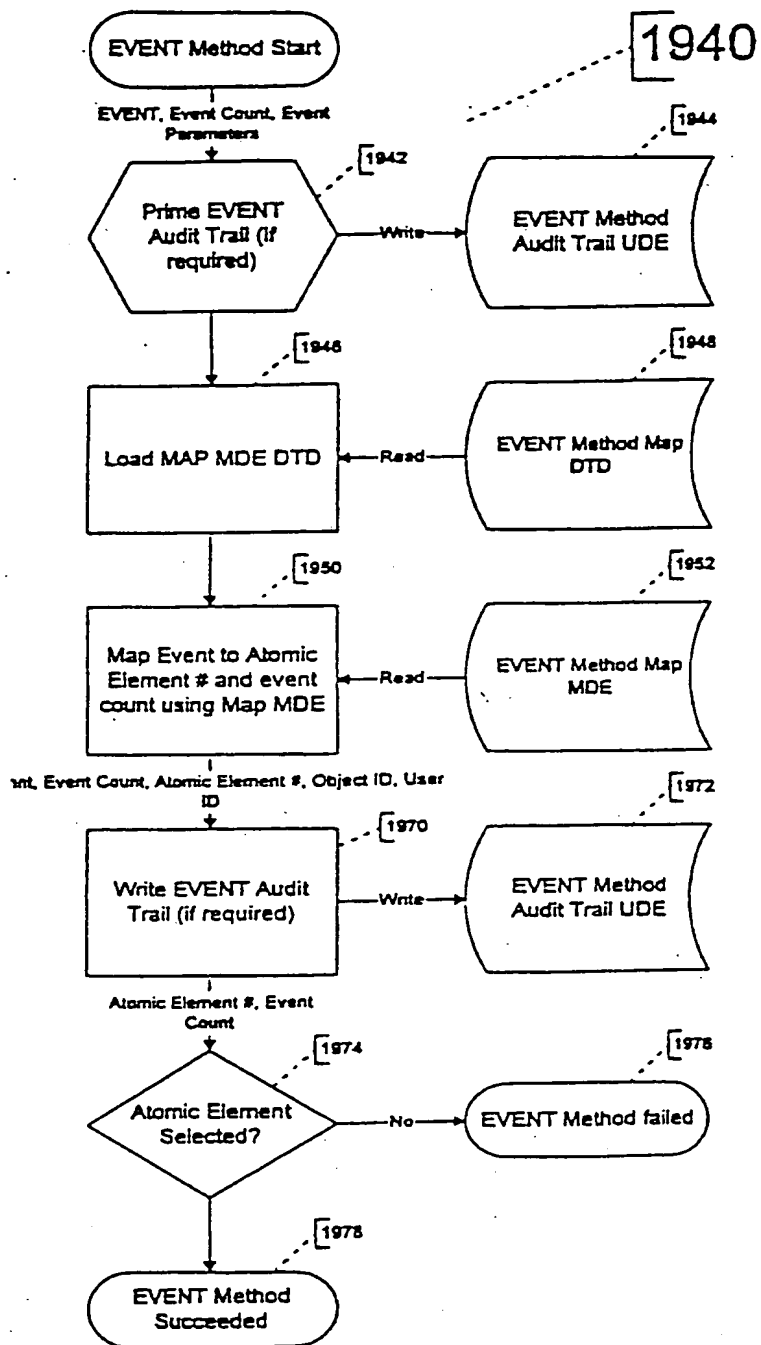 EVENT Method Start
1940
EVENT, Event Count, Event
Parameters
1942
1944
Prime EVENT
Audit Trail (if
required)
Write
EVENT Method
Audit Trail UDE
1946
1948
Load MAP MDE DTD
Read
EVENT Method Map
DTD
1950
1952
Map Event to Atomic
Element # and event
count using Map MDE
Read
EVENT Method Map
MDE
Event Count, Atomic Element #, Object ID, User
ID
1970
1972
Write EVENT Audit
Trail (if required)
Write
EVENT Method
Audit Trail UDE
Atomic Element #, Event
Count
1974
Atomic Element
Selected?
No
EVENT Method failed
1978
EVENT Method
Succeeded